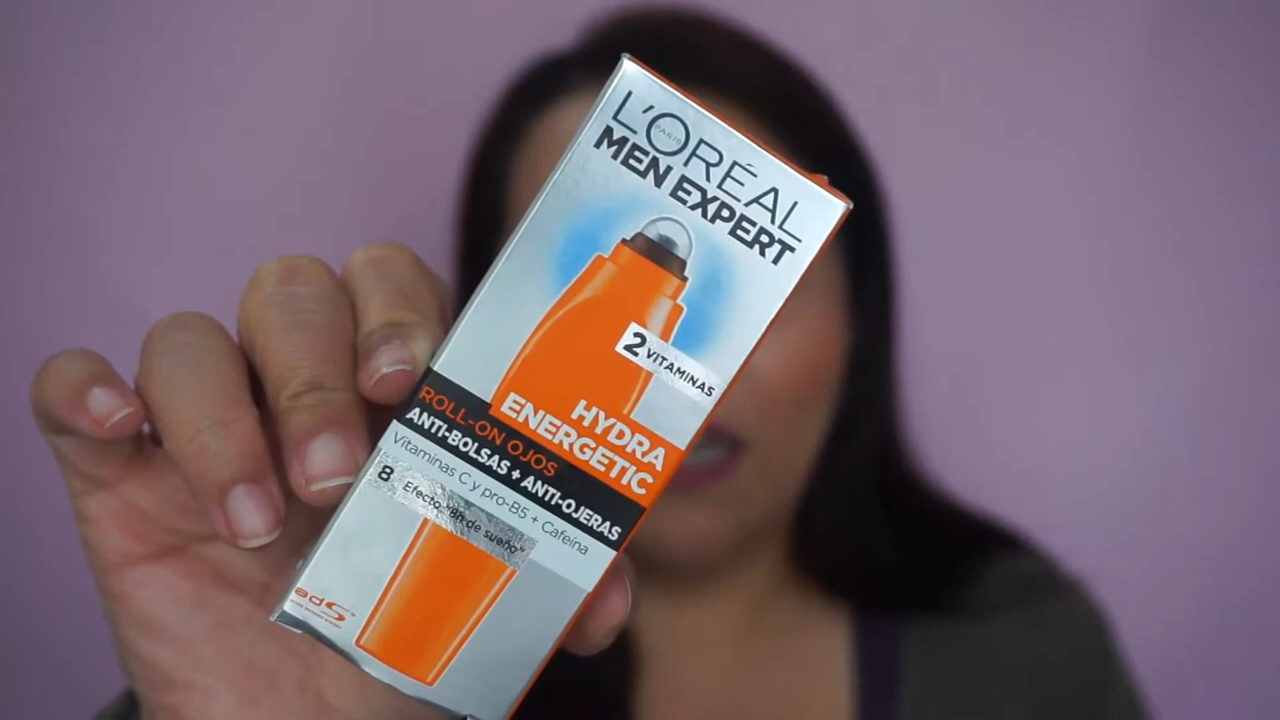 L'ORÉAL
PARIS
MEN EXPERT
2 VITAMINAS
HYDRA
ENERGETIC
ROLL-ON OJOS
ANTI-BOLSAS + ANTI-OJERAS
Vitaminas C y pro-B5 + Cafeína
8 Efecto "8h de sueño"
adS